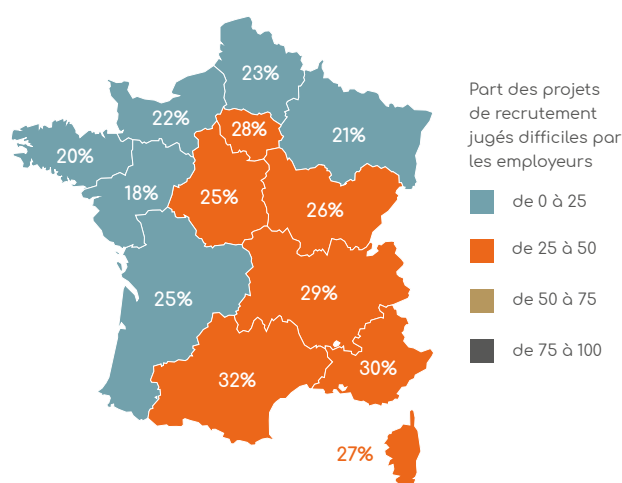 23%
22%
28%
21%
20%
18%
25%
26%
25%
29%
32%
30%
27%
Part des projets
de recrutement
jugés difficiles par
les employeurs
de 0 à 25
de 25 à 50
de 50 à 75
de 75 à 100